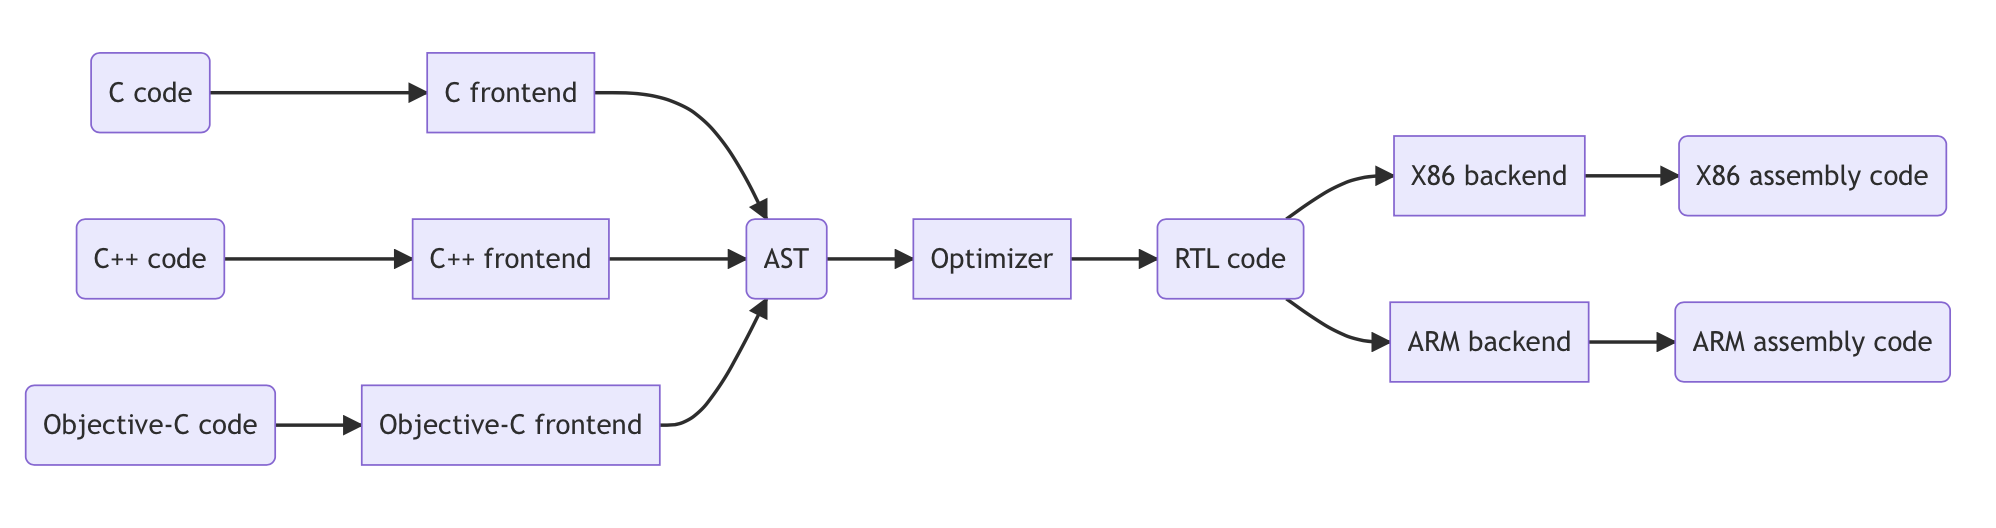 C code
C frontend
X86 backend
X86 assembly code
C++ code
C++ frontend
AST
Optimizer
RTL code
ARM backend
ARM assembly code
Objective-C code
Objective-C frontend